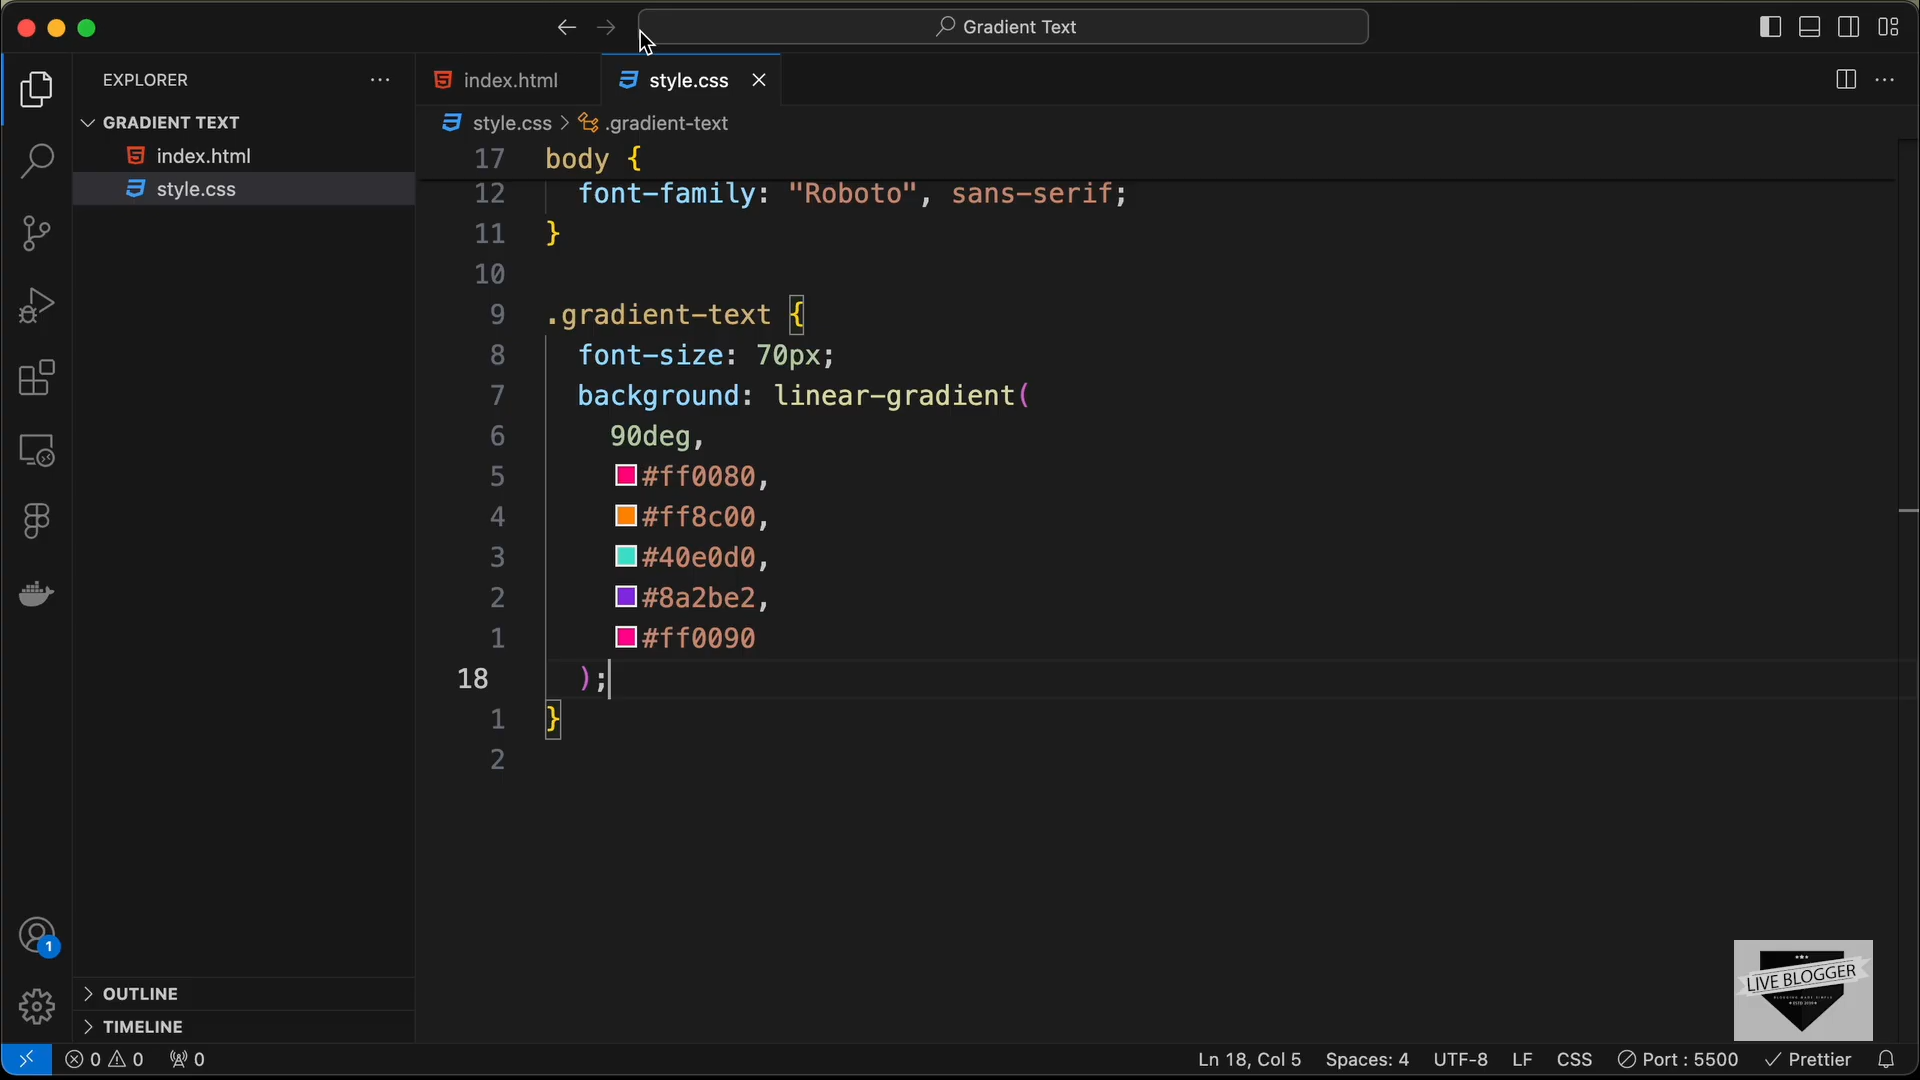 Gradient Text
EXPLORER
GRADIENT TEXT
index.html
style.css
OUTLINE
TIMELINE
index.html
style.css
style.css > .gradient-text
17 body {
12 font-family: "Roboto", sans-serif;
11 }
10
9 .gradient-text {
8 font-size: 70px;
7 background: linear-gradient(
6 90deg,
5 #ff0080,
4 #ff8c00,
3 #40e0d0,
2 #8a2be2,
1 #ff0090
18 );
1 }
2
1
LIVE BLOGGER
0 0 0
Ln 18, Col 5 Spaces: 4 UTF-8 LF CSS Port : 5500 Prettier